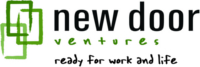 new door
ventures
ready for work and life